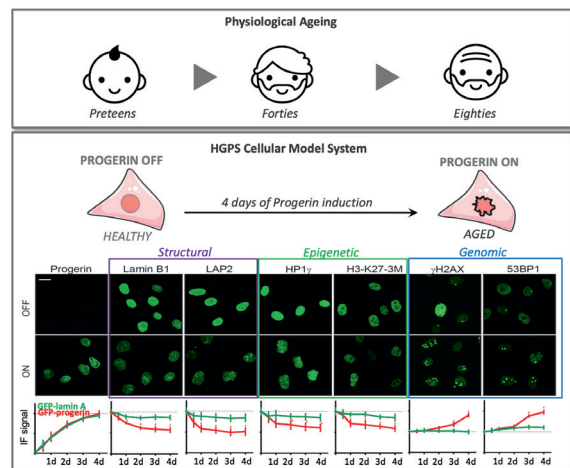 Physiological Ageing
Preteens
Forties
Eighties
HGPS Cellular Model System
PROGERIN OFF
PROGERIN ON
4 days of Progerin induction
HEALTHY
AGED
Structural
Epigenetic
Genomic
Progerin
Lamin B1
LAP2
HP1γ
H3-K27-3M
γH2AX
53BP1
OFF
ON
GFP-lamin A
GFP-progerin
IF signal
1d 2d 3d 4d
1d 2d 3d 4d
1d 2d 3d 4d
1d 2d 3d 4d
1d 2d 3d 4d
1d 2d 3d 4d
1d 2d 3d 4d